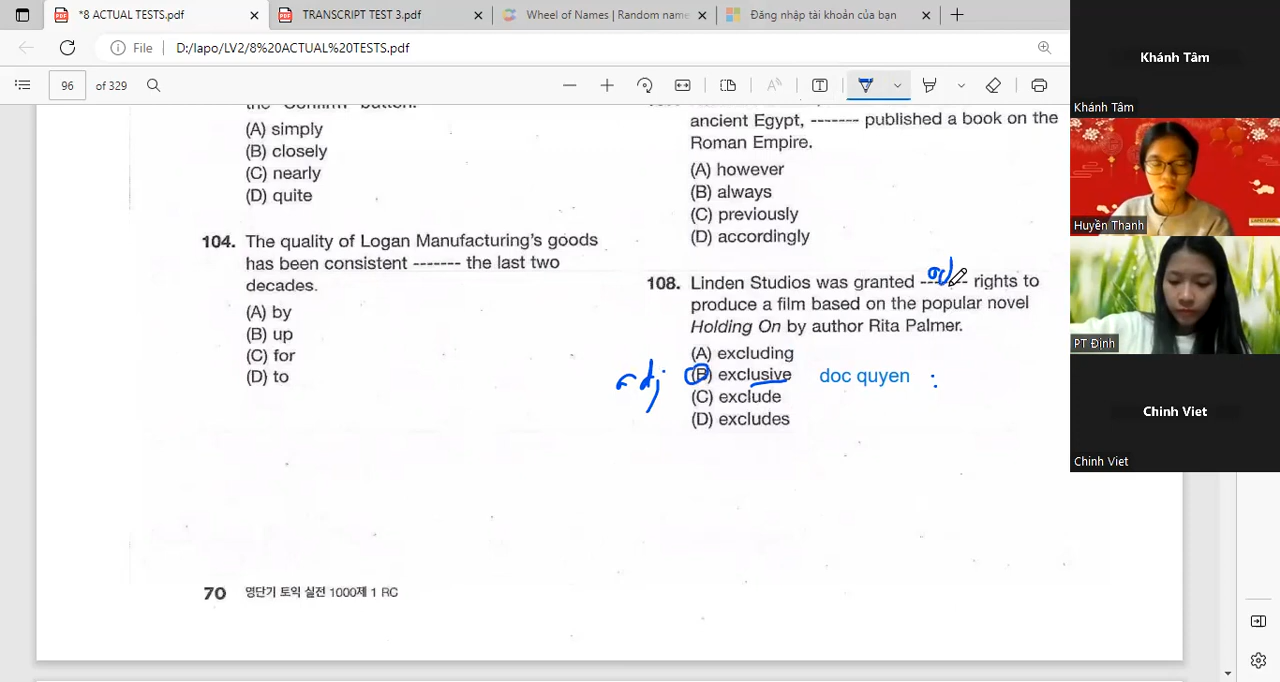 *8 ACTUAL TESTS.pdf
TRANSCRIPT TEST 3.pdf
Wheel of Names | Random name
Đăng nhập tài khoản của bạn
File
D:/lapo/LV2/8%20ACTUAL%20TESTS.pdf
96
of 329
the "Confirm" button.
(A) simply
(B) closely
(C) nearly
(D) quite
104. The quality of Logan Manufacturing's goods
has been consistent ------- the last two
decades.
(A) by
(B) up
(C) for
(D) to
ancient Egypt, ------- published a book on the
Roman Empire.
(A) however
(B) always
(C) previously
(D) accordingly
108. Linden Studios was granted ------- rights to
produce a film based on the popular novel
Holding On by author Rita Palmer.
(A) excluding
adj (B) exclusive doc quyen :
(C) exclude
(D) excludes
70 영단기 토익 실전 1000제 1 RC
Khánh Tâm
Khánh Tâm
Huyền Thanh
PT Định
Chinh Viet
Chinh Viet